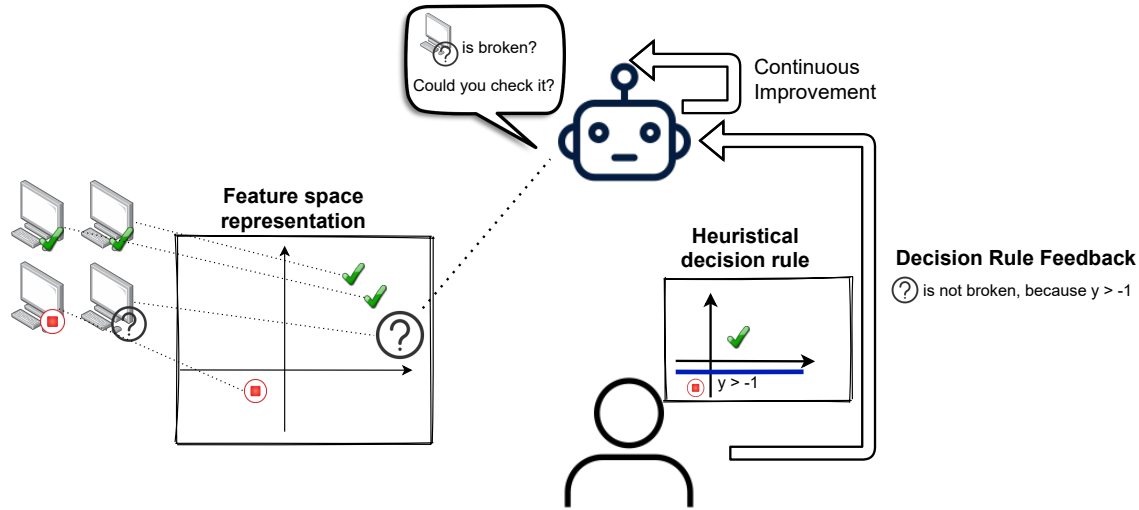 is broken?
Could you check it?
Continuous
Improvement
Feature space
representation
Heuristical
decision rule
y > -1
Decision Rule Feedback
? is not broken, because y > -1